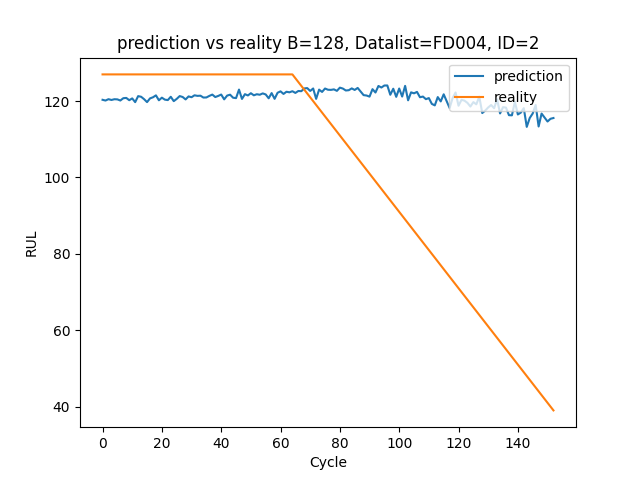 prediction vs reality B=128, Datalist=FD004, ID=2
prediction
reality
RUL
120
100
80
60
40
0 20 40 60 80 100 120 140
Cycle